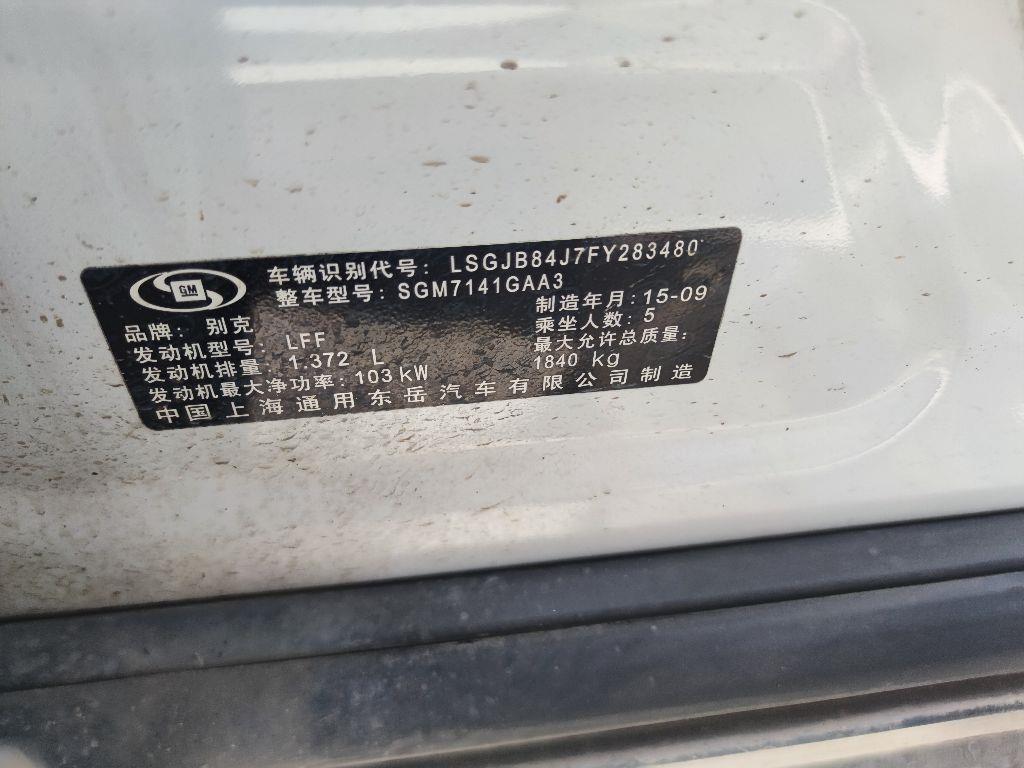 GM
车辆识别代号: LSGJB84J7FY283480
整车型号: SGM7141GAA3
品牌: 别克
制造年月: 15-09
发动机型号: LFF
乘坐人数: 5
发动机排量: 1.372 L
最大允许总质量: 1840 kg
发动机最大净功率: 103 kW
中国上海通用东岳汽车有限公司制造